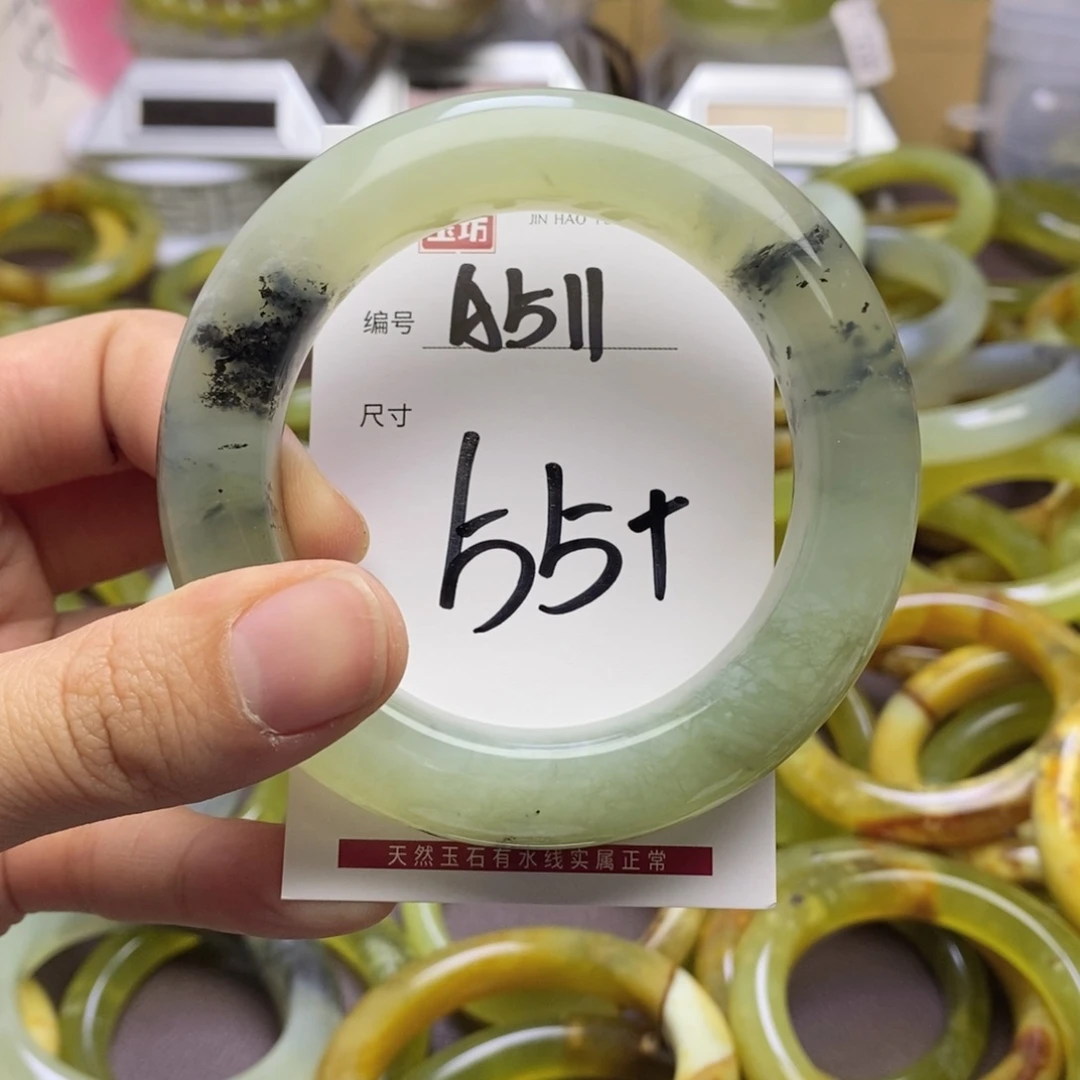 JIN HAO
坊
编号 A511
尺寸
55+
天然玉石有水线实属正常